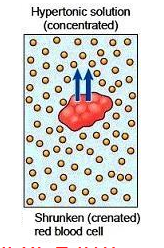 Hypertonic solution
(concentrated)
Shrunken (crenated)
red blood cell